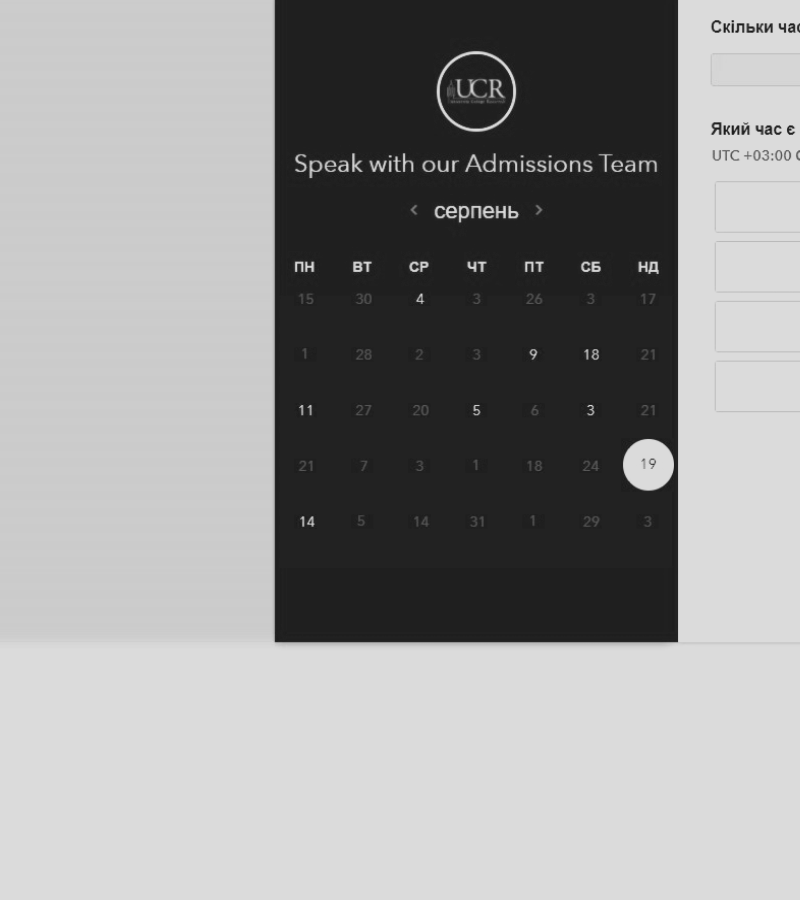 Скільки час
UCR
Який час є
UTC +03:00
Speak with our Admissions Team
< серпень >
ПН ВТ СР ЧТ ПТ СБ НД
15 30 4 3 26 3 17
1 28 2 3 9 18 21
11 27 20 5 6 3 21
21 7 3 1 18 24 19
14 5 14 31 1 29 3